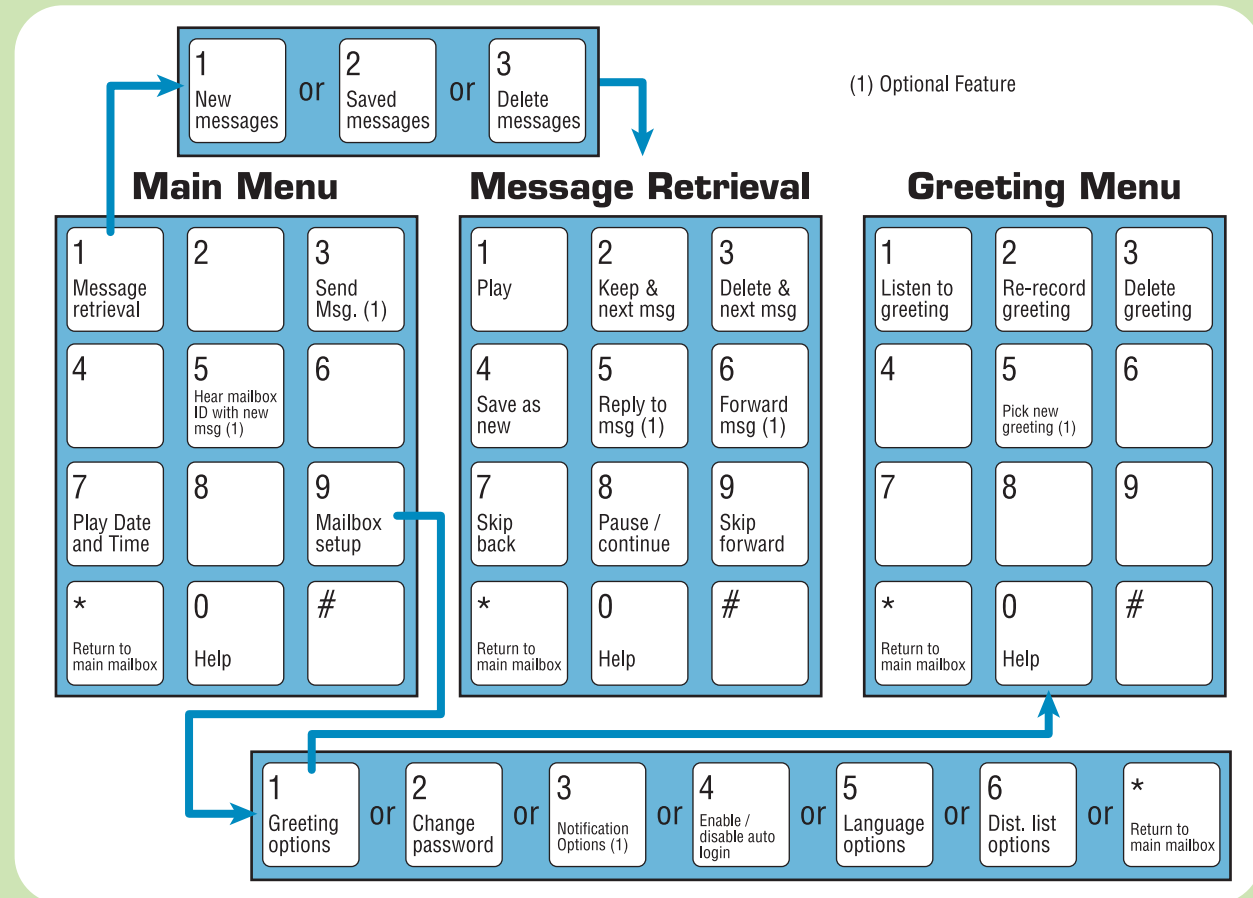 1
New
messages
or
2
Saved
messages
or
3
Delete
messages
(1) Optional Feature
Main Menu
1
Message
retrieval
2
3
Send
Msg. (1)
4
5
Hear mailbox
ID with new
msg (1)
6
7
Play Date
and Time
8
9
Mailbox
setup
*
Return to
main mailbox
0
Help
#
Message Retrieval
1
Play
2
Keep &
next msg
3
Delete &
next msg
4
Save as
new
5
Reply to
msg (1)
6
Forward
msg (1)
7
Skip
back
8
Pause /
continue
9
Skip
forward
*
Return to
main mailbox
0
Help
#
Greeting Menu
1
Listen to
greeting
2
Re-record
greeting
3
Delete
greeting
4
5
Pick new
greeting (1)
6
7
8
9
*
Return to
main mailbox
0
Help
#
1
Greeting
options
or
2
Change
password
or
3
Notification
Options (1)
or
4
Enable /
disable auto
login
or
5
Language
options
or
6
Dist. list
options
or
*
Return to
main mailbox